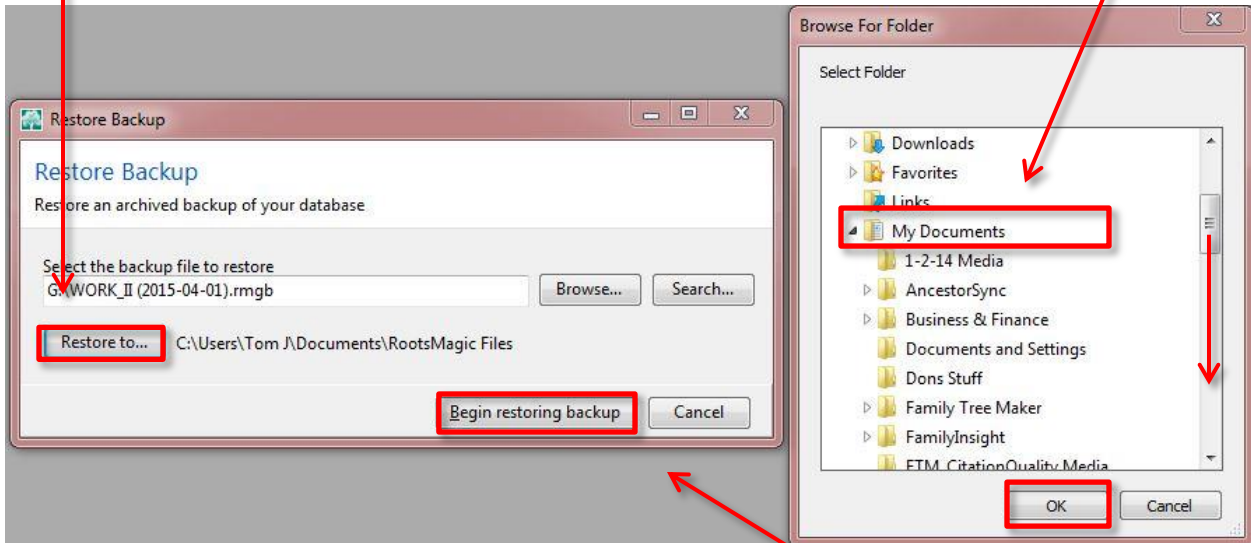 Restore Backup
Restore Backup
Restore an archived backup of your database
Select the backup file to restore
G:\WORK_II (2015-04-01).rmgb
Browse...
Search...
Restore to...
C:\Users\Tom J\Documents\RootsMagic Files
Begin restoring backup
Cancel
Browse For Folder
Select Folder
Downloads
Favorites
Links
My Documents
1-2-14 Media
AncestorSync
Business & Finance
Documents and Settings
Dons Stuff
Family Tree Maker
FamilyInsight
FTM_CitationQuality Media
OK
Cancel